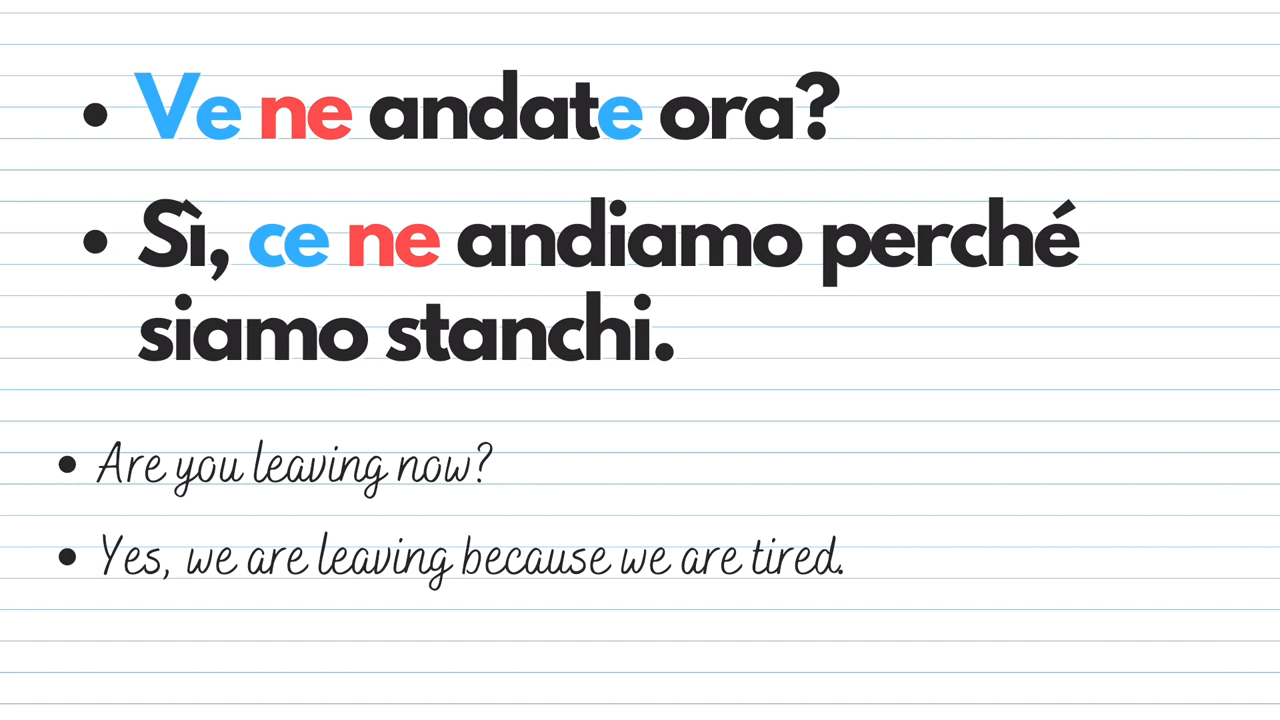 • Ve ne andate ora?
• Sì, ce ne andiamo perché
siamo stanchi.
• Are you leaving now?
• Yes, we are leaving because we are tired.